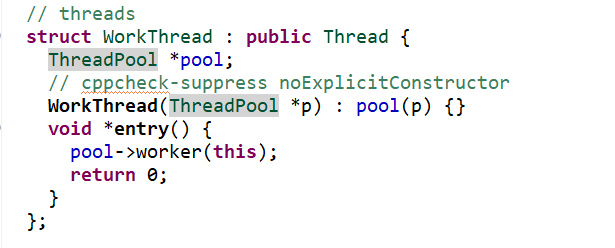 // threads
struct WorkThread : public Thread {
ThreadPool *pool;
// cppcheck-suppress noExplicitConstructor
WorkThread(ThreadPool *p) : pool(p) {}
void *entry() {
pool->worker(this);
return 0;
}
};